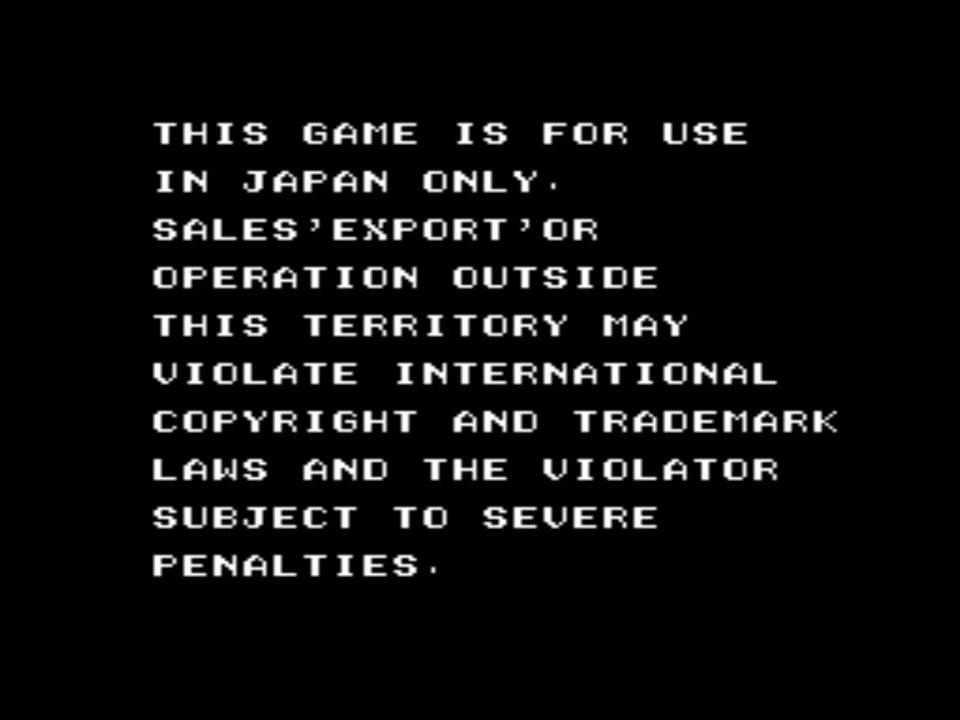 THIS GAME IS FOR USE
IN JAPAN ONLY.
SALES'EXPORT'OR
OPERATION OUTSIDE
THIS TERRITORY MAY
VIOLATE INTERNATIONAL
COPYRIGHT AND TRADEMARK
LAWS AND THE VIOLATOR
SUBJECT TO SEVERE
PENALTIES.